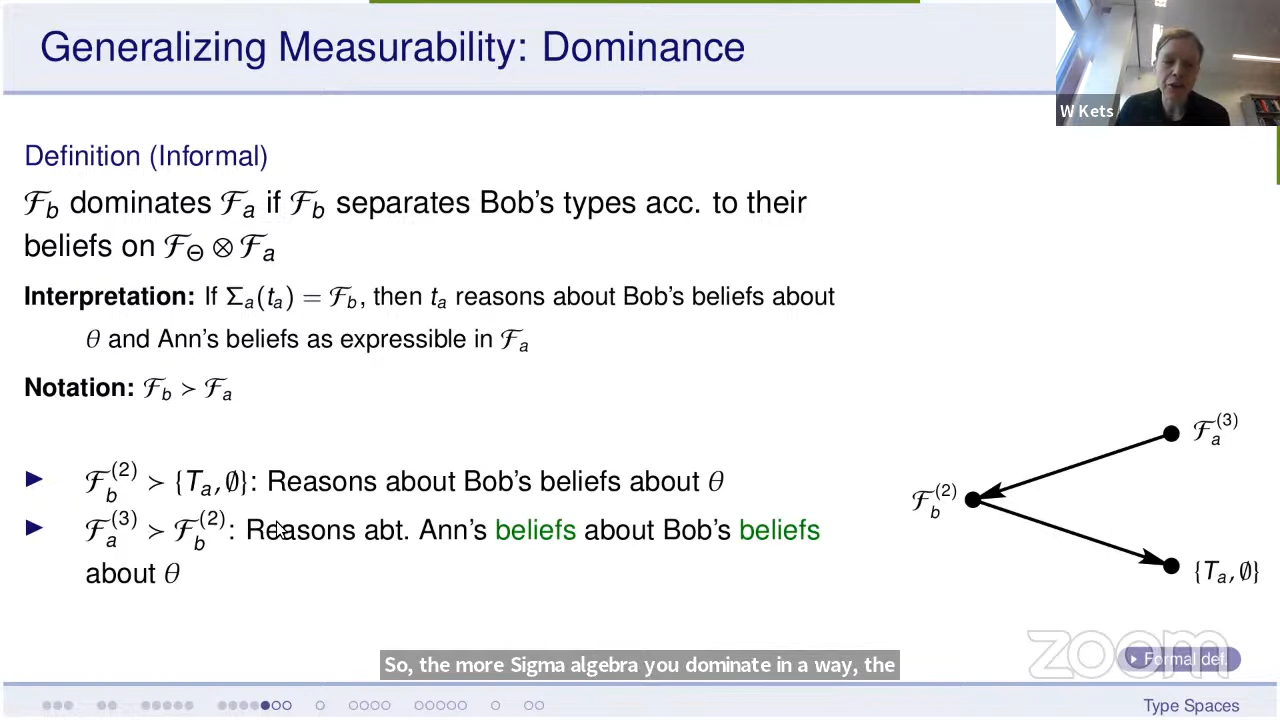 Generalizing Measurability: Dominance
W Kets
Definition (Informal)
ℱ_b dominates ℱ_a if ℱ_b separates Bob's types acc. to their
beliefs on ℱ_Θ ⊗ ℱ_a
Interpretation: If Σ_a(t_a) = ℱ_b, then t_a reasons about Bob's beliefs about
θ and Ann's beliefs as expressible in ℱ_a
Notation: ℱ_b ≻ ℱ_a
▶ ℱ_b^(2) ≻ {T_a, ∅}: Reasons about Bob's beliefs about θ
▶ ℱ_a^(3) ≻ ℱ_b^(2): Reasons abt. Ann's beliefs about Bob's beliefs
about θ
ℱ_a^(3)
ℱ_b^(2)
{T_a, ∅}
So, the more Sigma algebra you dominate in a way, the
zoom
Formal def.
Type Spaces